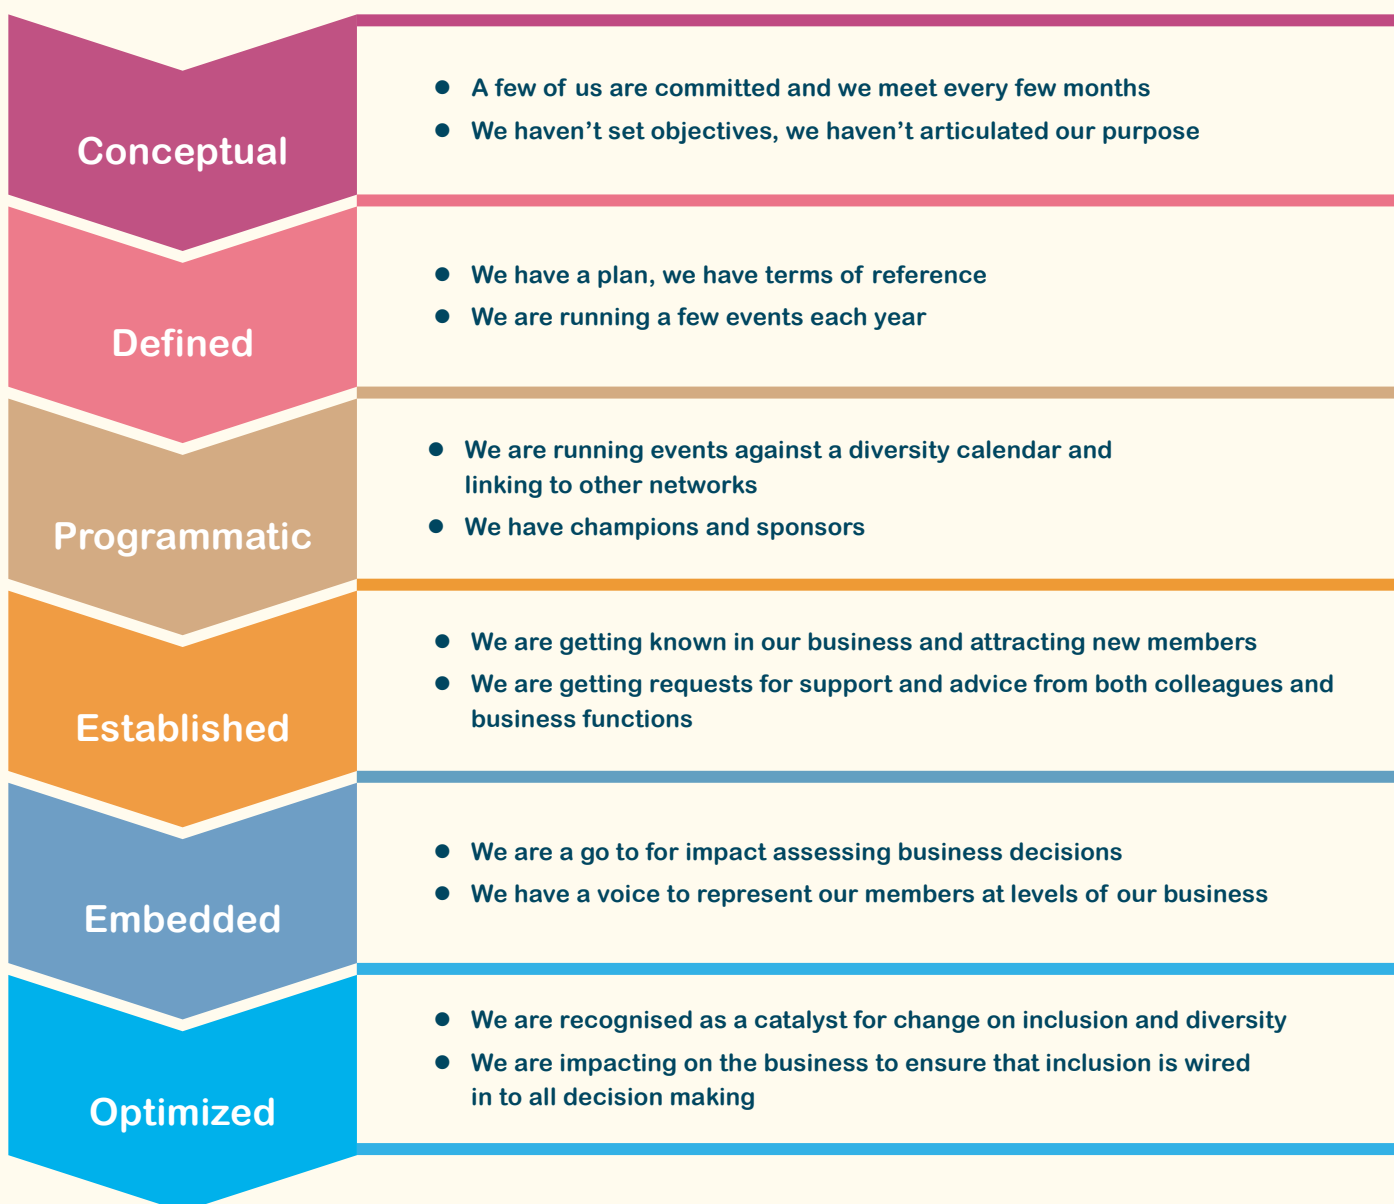 Conceptual
● A few of us are committed and we meet every few months
● We haven’t set objectives, we haven’t articulated our purpose
Defined
● We have a plan, we have terms of reference
● We are running a few events each year
Programmatic
● We are running events against a diversity calendar and
linking to other networks
● We have champions and sponsors
Established
● We are getting known in our business and attracting new members
● We are getting requests for support and advice from both colleagues and
business functions
Embedded
● We are a go to for impact assessing business decisions
● We have a voice to represent our members at levels of our business
Optimized
● We are recognised as a catalyst for change on inclusion and diversity
● We are impacting on the business to ensure that inclusion is wired
in to all decision making